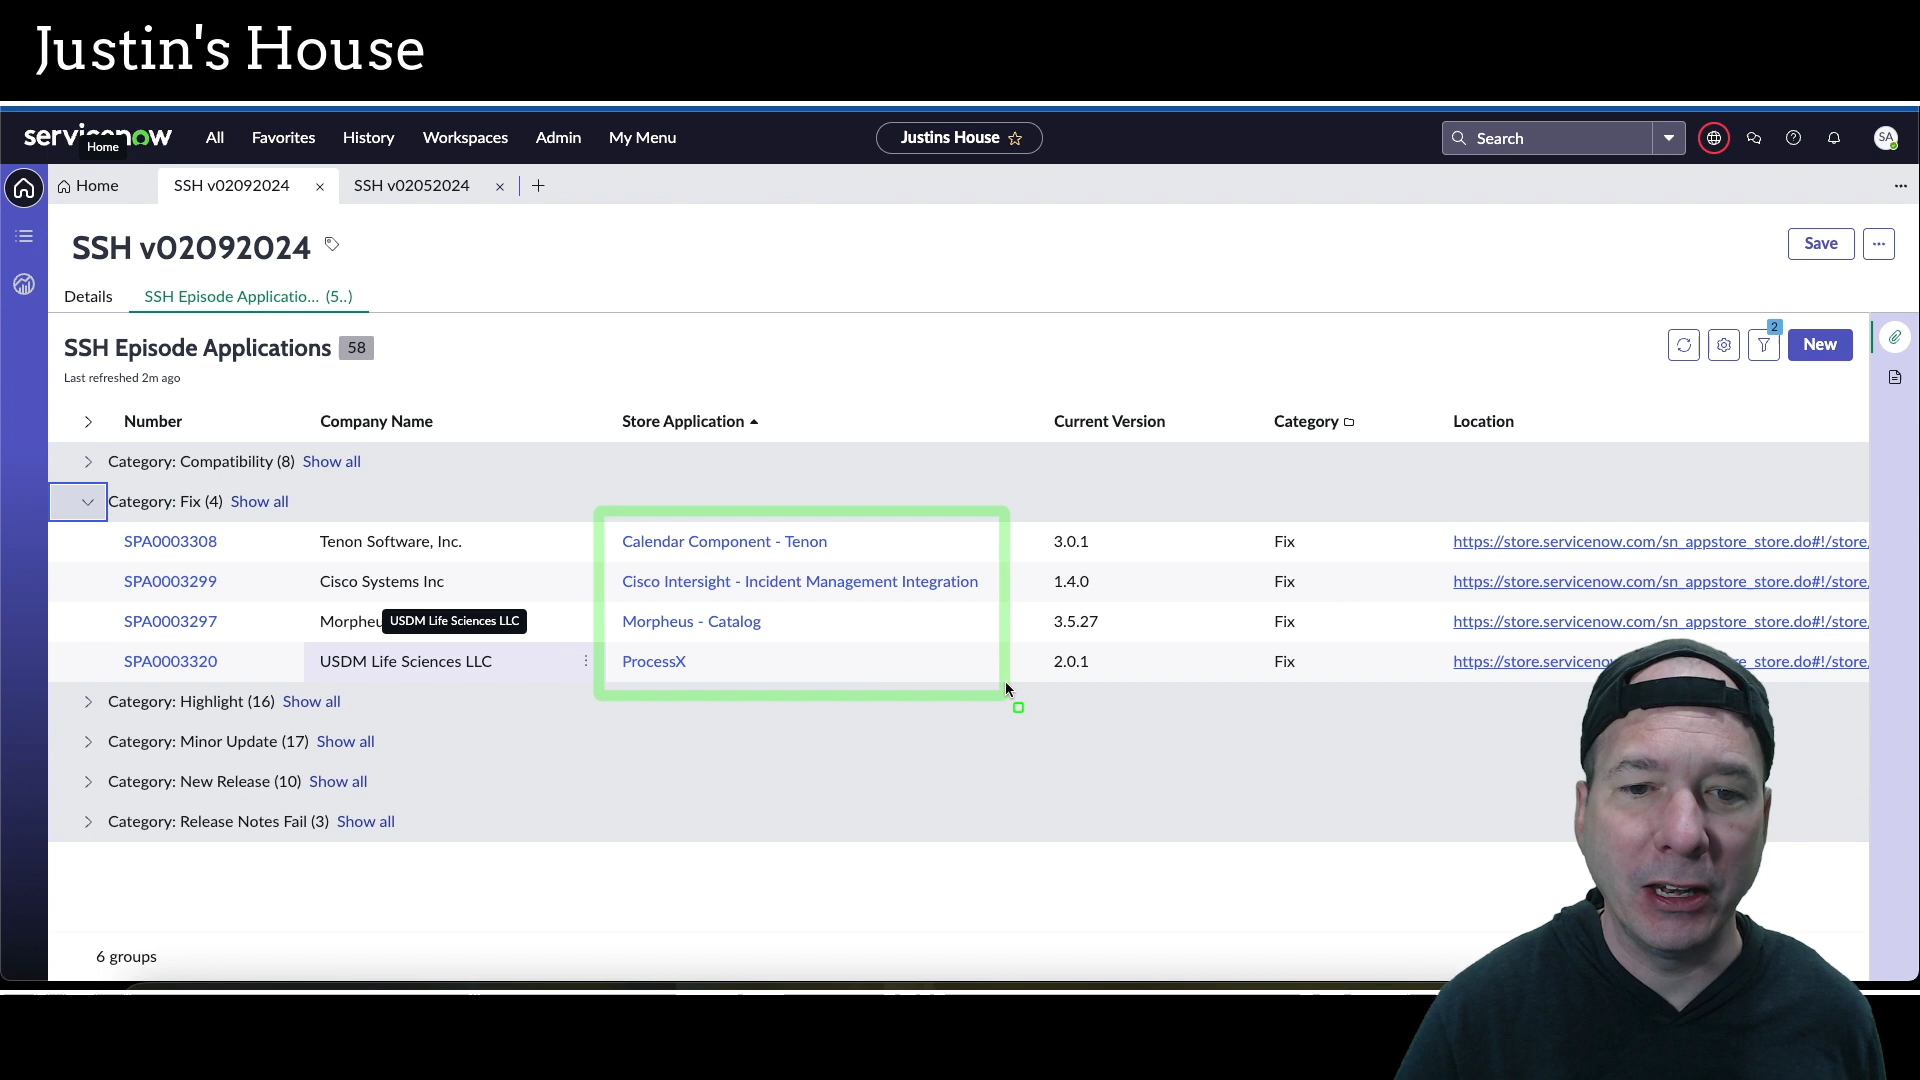 Justin's House
servicenow
All
Favorites
History
Workspaces
Admin
My Menu
Justins House
Search
SA
Home
Home
SSH v02092024
SSH v02052024
SSH v02092024
Save
Details
SSH Episode Applicatio... (5..)
SSH Episode Applications 58
2
New
Last refreshed 2m ago
Number Company Name Store Application Current Version Category Location
Category: Compatibility (8) Show all
Category: Fix (4) Show all
SPA0003308 Tenon Software, Inc. Calendar Component - Tenon 3.0.1 Fix https://store.servicenow.com/sn_appstore_store.do#!/store/
SPA0003299 Cisco Systems Inc Cisco Intersight - Incident Management Integration 1.4.0 Fix https://store.servicenow.com/sn_appstore_store.do#!/store/
SPA0003297 Morpheu USDM Life Sciences LLC Morpheus - Catalog 3.5.27 Fix https://store.servicenow.com/sn_appstore_store.do#!/store/
SPA0003320 USDM Life Sciences LLC ProcessX 2.0.1 Fix https://store.serviceno e_store.do#!/store/
Category: Highlight (16) Show all
Category: Minor Update (17) Show all
Category: New Release (10) Show all
Category: Release Notes Fail (3) Show all
6 groups